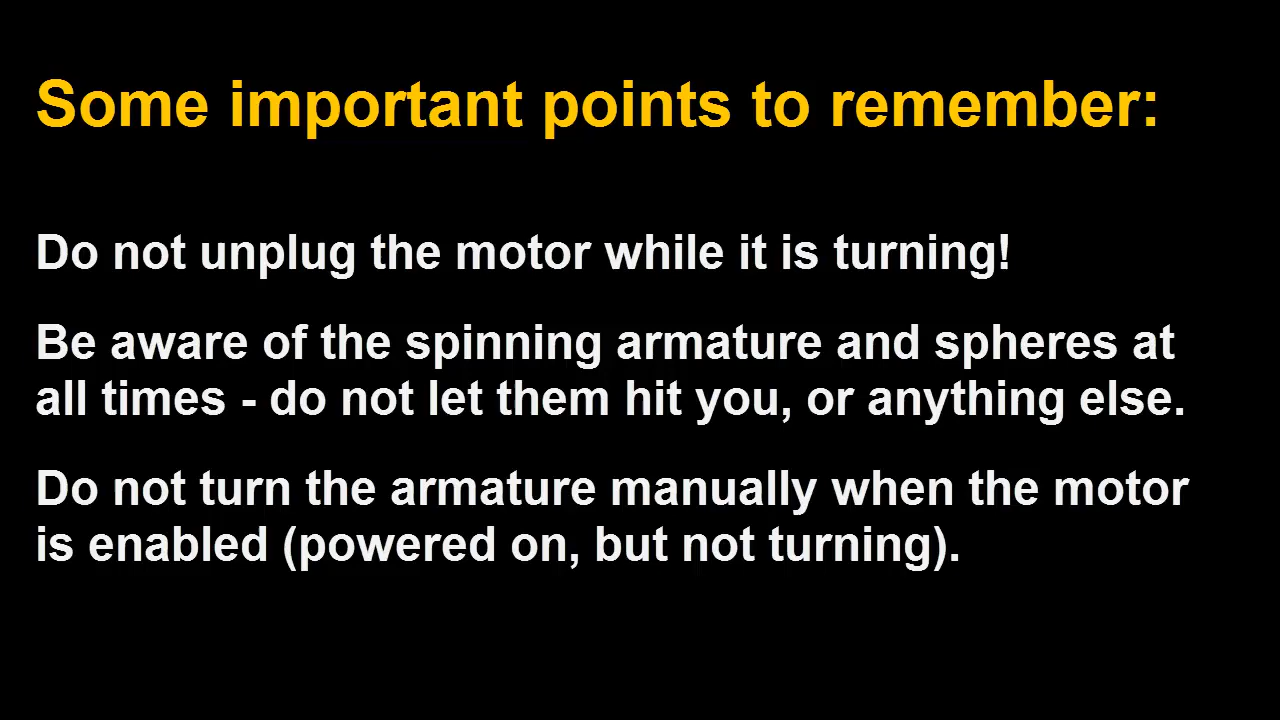 Some important points to remember:
Do not unplug the motor while it is turning!
Be aware of the spinning armature and spheres at
all times - do not let them hit you, or anything else.
Do not turn the armature manually when the motor
is enabled (powered on, but not turning).